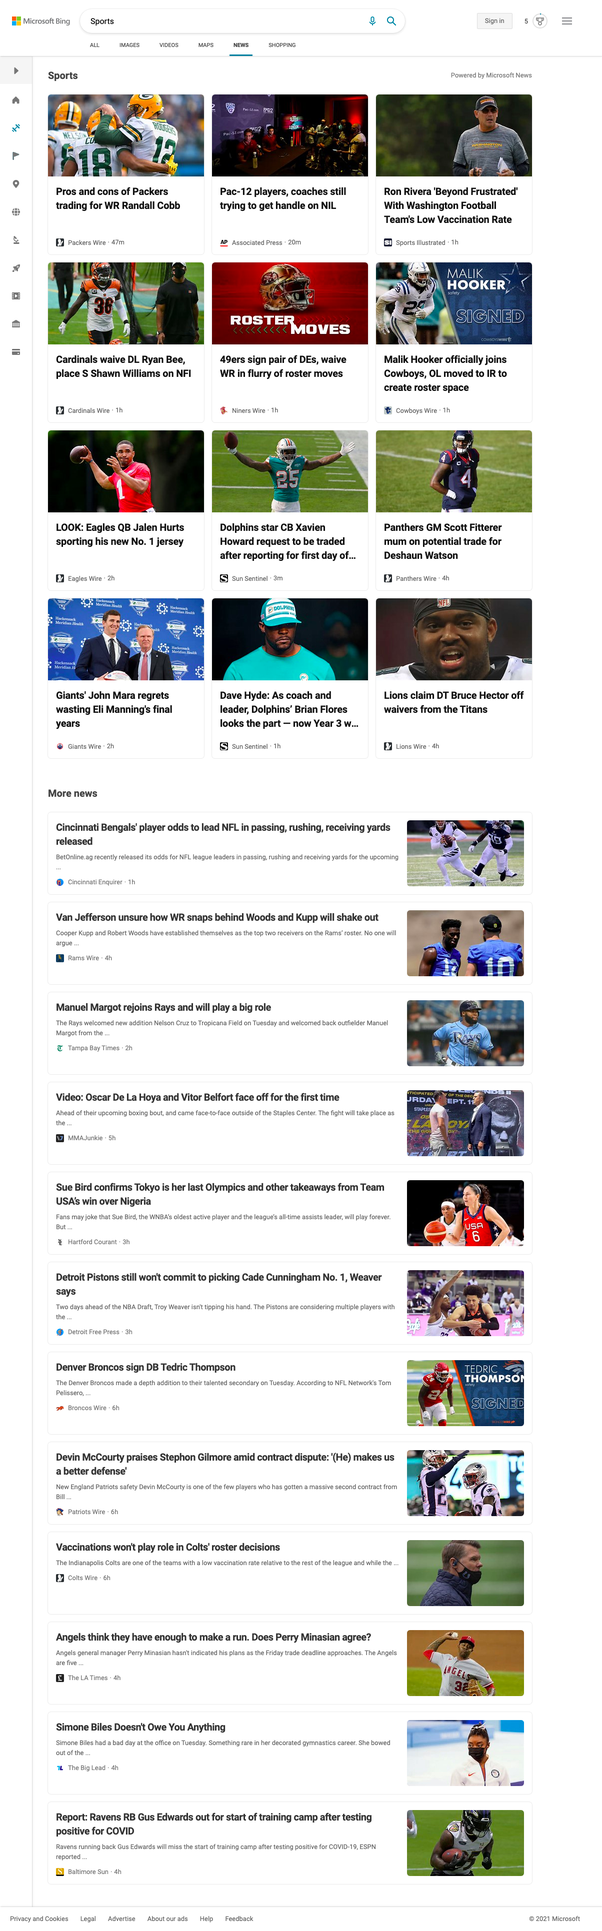 Microsoft Bing
Sports
Sign in
5
ALL
IMAGES
VIDEOS
MAPS
NEWS
SHOPPING
Sports
Powered by Microsoft News
Pros and cons of Packers
trading for WR Randall Cobb
Packers Wire · 47m
Pac-12 players, coaches still
trying to get handle on NIL
AP Associated Press · 20m
Ron Rivera 'Beyond Frustrated'
With Washington Football
Team's Low Vaccination Rate
Sports Illustrated · 1h
Cardinals waive DL Ryan Bee,
place S Shawn Williams on NFI
Cardinals Wire · 1h
ROSTER
MOVES
49ers sign pair of DEs, waive
WR in flurry of roster moves
Niners Wire · 1h
MALIK
HOOKER
SIGNED
Malik Hooker officially joins
Cowboys, OL moved to IR to
create roster space
Cowboys Wire · 1h
LOOK: Eagles QB Jalen Hurts
sporting his new No. 1 jersey
Eagles Wire · 2h
25
Dolphins star CB Xavien
Howard request to be traded
after reporting for first day of...
Sun Sentinel · 3m
4
Panthers GM Scott Fitterer
mum on potential trade for
Deshaun Watson
Panthers Wire · 4h
Giants' John Mara regrets
wasting Eli Manning's final
years
Giants Wire · 2h
Dave Hyde: As coach and
leader, Dolphins' Brian Flores
looks the part — now Year 3 w...
Sun Sentinel · 1h
Lions claim DT Bruce Hector off
waivers from the Titans
Lions Wire · 4h
More news
Cincinnati Bengals' player odds to lead NFL in passing, rushing, receiving yards
released
BetOnline.ag recently released its odds for NFL league leaders in passing, rushing and receiving yards for the upcoming
...
Cincinnati Enquirer · 1h
Van Jefferson unsure how WR snaps behind Woods and Kupp will shake out
Cooper Kupp and Robert Woods have established themselves as the top two receivers on the Rams' roster. No one will
argue ...
Rams Wire · 4h
Manuel Margot rejoins Rays and will play a big role
The Rays welcomed new addition Nelson Cruz to Tropicana Field on Tuesday and welcomed back outfielder Manuel
Margot from the ...
Tampa Bay Times · 2h
Video: Oscar De La Hoya and Vitor Belfort face off for the first time
Ahead of their upcoming boxing bout, and came face-to-face outside of the Staples Center. The fight will take place as
the ...
MMAJunkie · 5h
Sue Bird confirms Tokyo is her last Olympics and other takeaways from Team
USA's win over Nigeria
Fans may joke that Sue Bird, the WNBA's oldest active player and the league's all-time assists leader, will play forever.
But ...
Hartford Courant · 3h
USA
6
Detroit Pistons still won't commit to picking Cade Cunningham No. 1, Weaver
says
Two days ahead of the NBA Draft, Troy Weaver isn't tipping his hand. The Pistons are considering multiple players with
the ...
Detroit Free Press · 3h
Denver Broncos sign DB Tedric Thompson
The Denver Broncos made a depth addition to their talented secondary on Tuesday. According to NFL Network's Tom
Pelissero, ...
Broncos Wire · 6h
TEDRIC
THOMPSON
SIGNED
Devin McCourty praises Stephon Gilmore amid contract dispute: '(He) makes us
a better defense'
New England Patriots safety Devin McCourty is one of the few players who has gotten a massive second contract from
Bill ...
Patriots Wire · 6h
Vaccinations won't play role in Colts' roster decisions
The Indianapolis Colts are one of the teams with a low vaccination rate relative to the rest of the league and while the ...
Colts Wire · 6h
Angels think they have enough to make a run. Does Perry Minasian agree?
Angels general manager Perry Minasian hasn't indicated his plans as the Friday trade deadline approaches. The Angels
are five ...
The LA Times · 4h
ANGELS
32
Simone Biles Doesn't Owe You Anything
Simone Biles had a bad day at the office on Tuesday. Something rare in her decorated gymnastics career. She bowed
out of the ...
The Big Lead · 4h
Report: Ravens RB Gus Edwards out for start of training camp after testing
positive for COVID
Ravens running back Gus Edwards will miss the start of training camp after testing positive for COVID-19, ESPN
reported ...
Baltimore Sun · 4h
Privacy and Cookies
Legal
Advertise
About our ads
Help
Feedback
© 2021 Microsoft